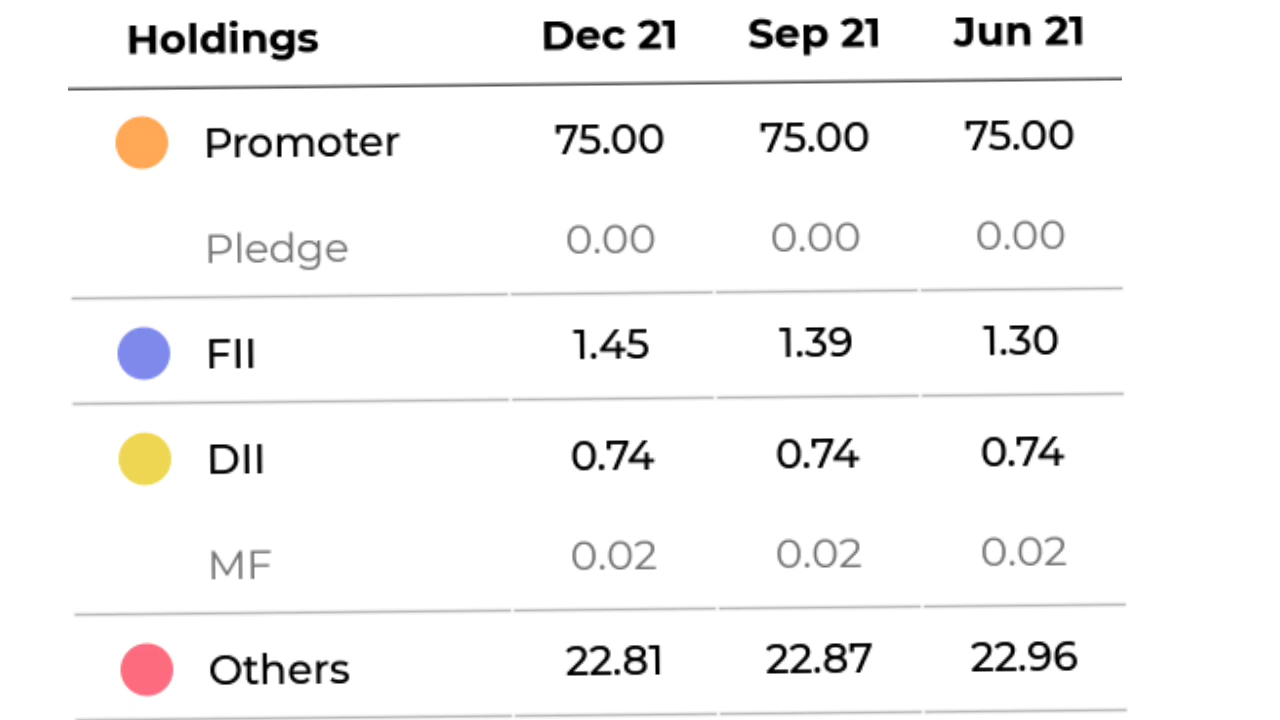 Holdings Dec 21 Sep 21 Jun 21
Promoter 75.00 75.00 75.00
Pledge 0.00 0.00 0.00
FII 1.45 1.39 1.30
DII 0.74 0.74 0.74
MF 0.02 0.02 0.02
Others 22.81 22.87 22.96